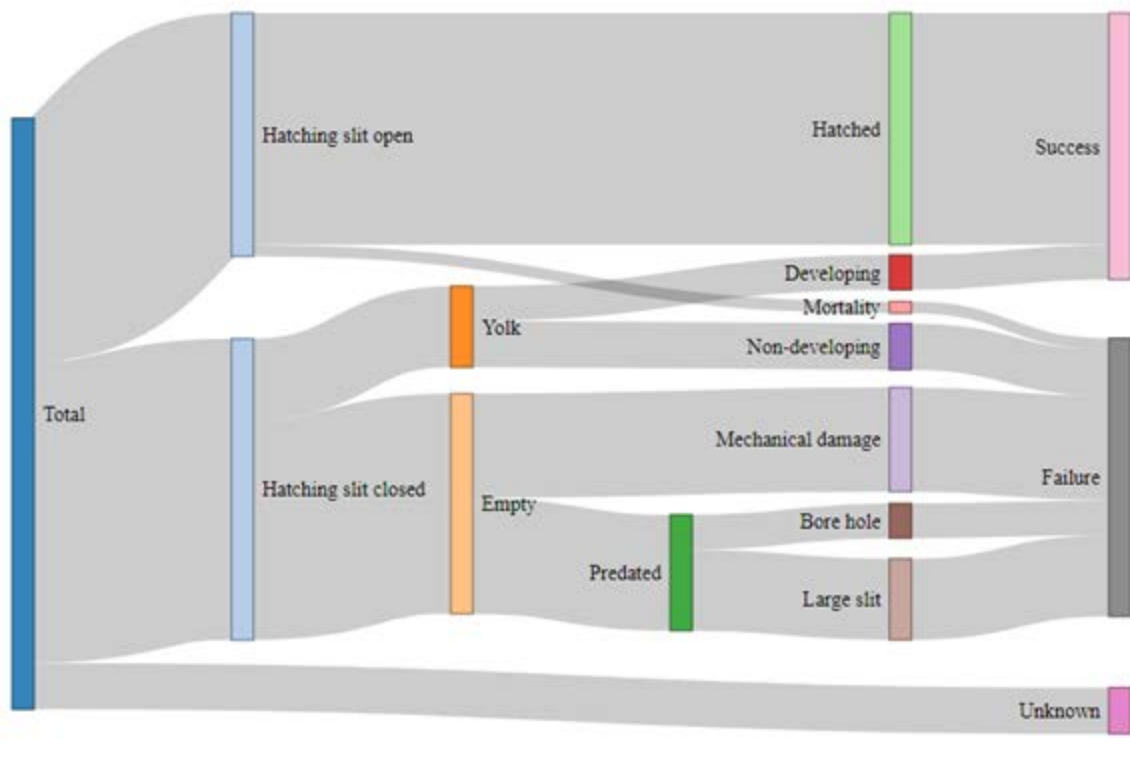 Hatching slit open
Hatched
Success
Developing
Mortality
Yolk
Non-developing
Total
Mechanical damage
Hatching slit closed
Empty
Failure
Bore hole
Predated
Large slit
Unknown